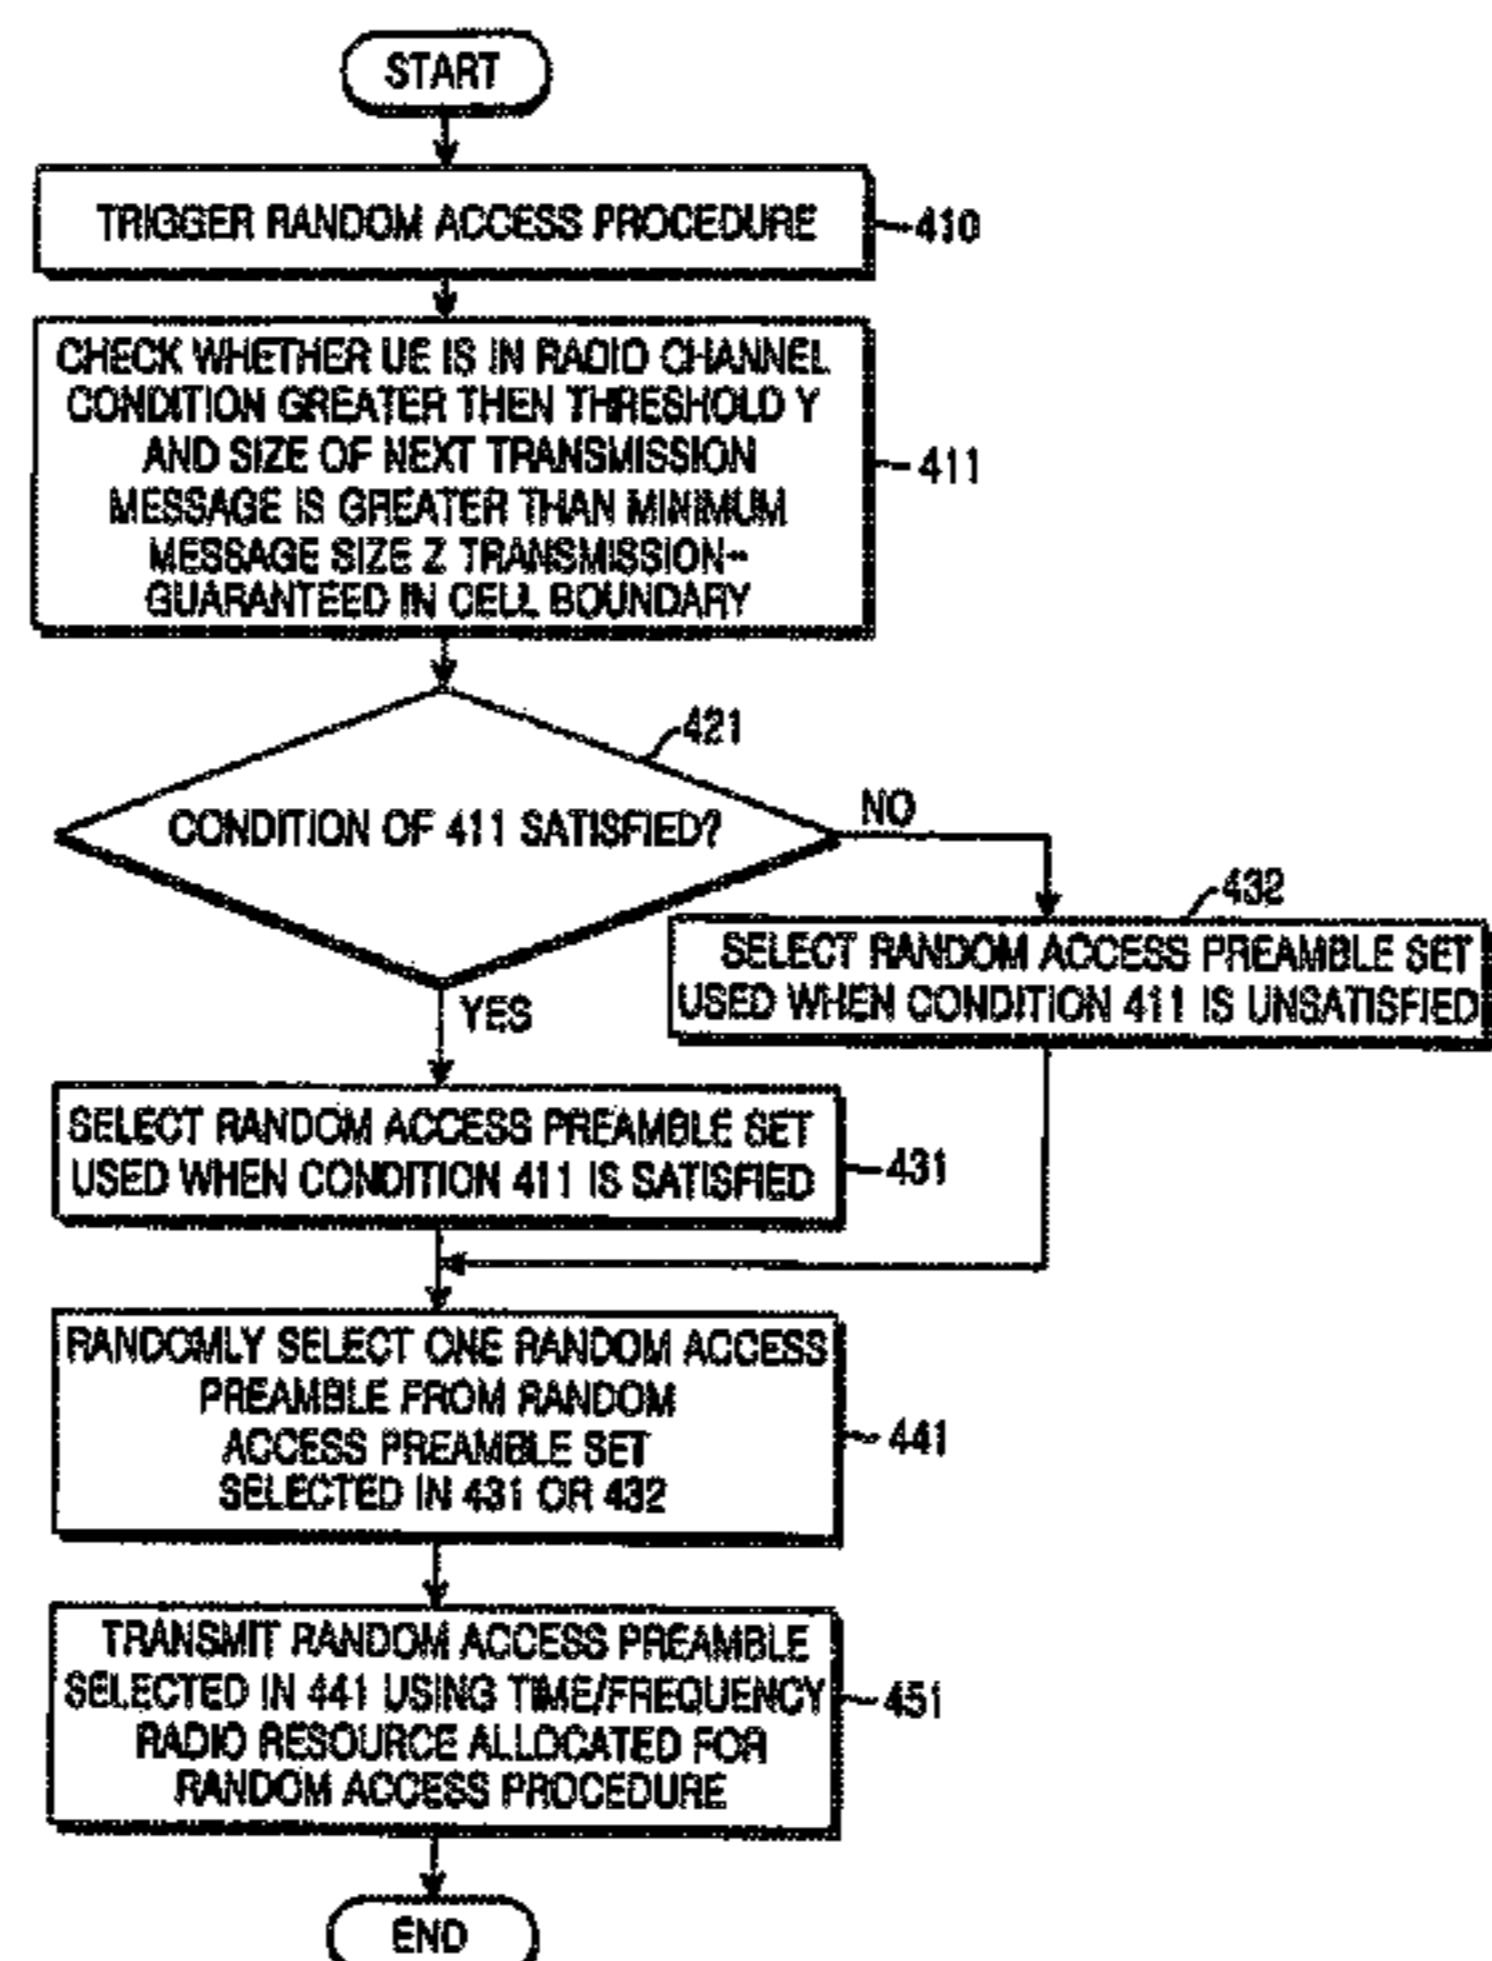 START
TRIGGER RANDOM ACCESS PROCEDURE
410
CHECK WHETHER UE IS IN RADIO CHANNEL
CONDITION GREATER THEN THRESHOLD Y
AND SIZE OF NEXT TRANSMISSION
MESSAGE IS GREATER THAN MINIMUM
MESSAGE SIZE Z TRANSMISSION-
GUARANTEED IN CELL BOUNDARY
411
421
CONDITION OF 411 SATISFIED?
NO
432
SELECT RANDOM ACCESS PREAMBLE SET
USED WHEN CONDITION 411 IS UNSATISFIED
YES
SELECT RANDOM ACCESS PREAMBLE SET
USED WHEN CONDITION 411 IS SATISFIED
431
RANDOMLY SELECT ONE RANDOM ACCESS
PREAMBLE FROM RANDOM
ACCESS PREAMBLE SET
SELECTED IN 431 OR 432
441
TRANSMIT RANDOM ACCESS PREAMBLE
SELECTED IN 441 USING TIME/FREQUENCY
RADIO RESOURCE ALLOCATED FOR
RANDOM ACCESS PROCEDURE
451
END